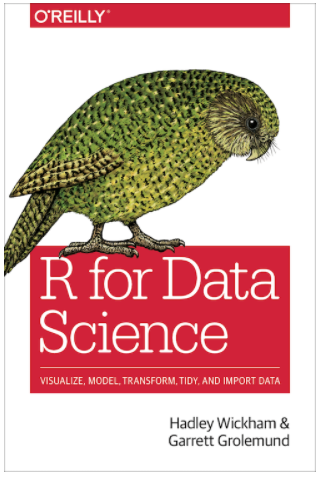 O'REILLY®
R for Data
Science
VISUALIZE, MODEL, TRANSFORM, TIDY, AND IMPORT DATA
Hadley Wickham &
Garrett Grolemund